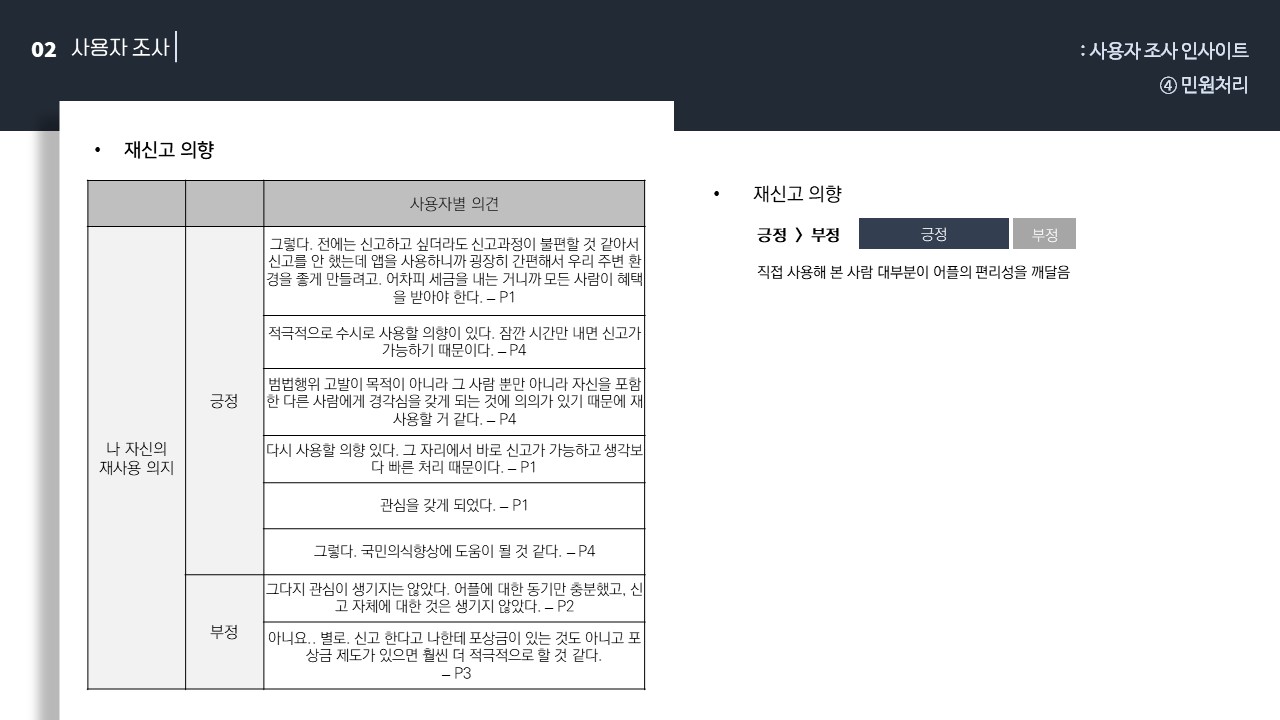 02 사용자 조사
: 사용자 조사 인사이트
④ 민원처리
• 재신고 의향
사용자별 의견
나 자신의
재사용 의지
긍정
그렇다. 전에는 신고하고 싶더라도 신고과정이 불편할 것 같아서
신고를 안 했는데 앱을 사용하니까 굉장히 간편해서 우리 주변 환
경을 좋게 만들려고. 어차피 세금을 내는 거니까 모든 사람이 혜택
을 받아야 한다. – P1
적극적으로 수시로 사용할 의향이 있다. 잠깐 시간만 내면 신고가
가능하기 때문이다. – P4
범법행위 고발이 목적이 아니라 그 사람 뿐만 아니라 자신을 포함
한 다른 사람에게 경각심을 갖게 되는 것에 의의가 있기 때문에 재
사용할 거 같다. – P4
다시 사용할 의향 있다. 그 자리에서 바로 신고가 가능하고 생각보
다 빠른 처리 때문이다. – P1
관심을 갖게 되었다. – P1
그렇다. 국민의식향상에 도움이 될 것 같다. – P4
부정
그다지 관심이 생기지는 않았다. 어플에 대한 동기만 충분했고, 신
고 자체에 대한 것은 생기지 않았다. – P2
아니요.. 별로. 신고 한다고 나한테 포상금이 있는 것도 아니고 포
상금 제도가 있으면 훨씬 더 적극적으로 할 것 같다.
– P3
• 재신고 의향
긍정 > 부정
긍정
부정
직접 사용해 본 사람 대부분이 어플의 편리성을 깨달음